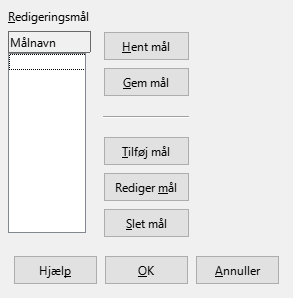 Redigeringsmål
Målnavn
Hent mål
Gem mål
Tilføj mål
Rediger mål
Slet mål
Hjælp
OK
Annuller